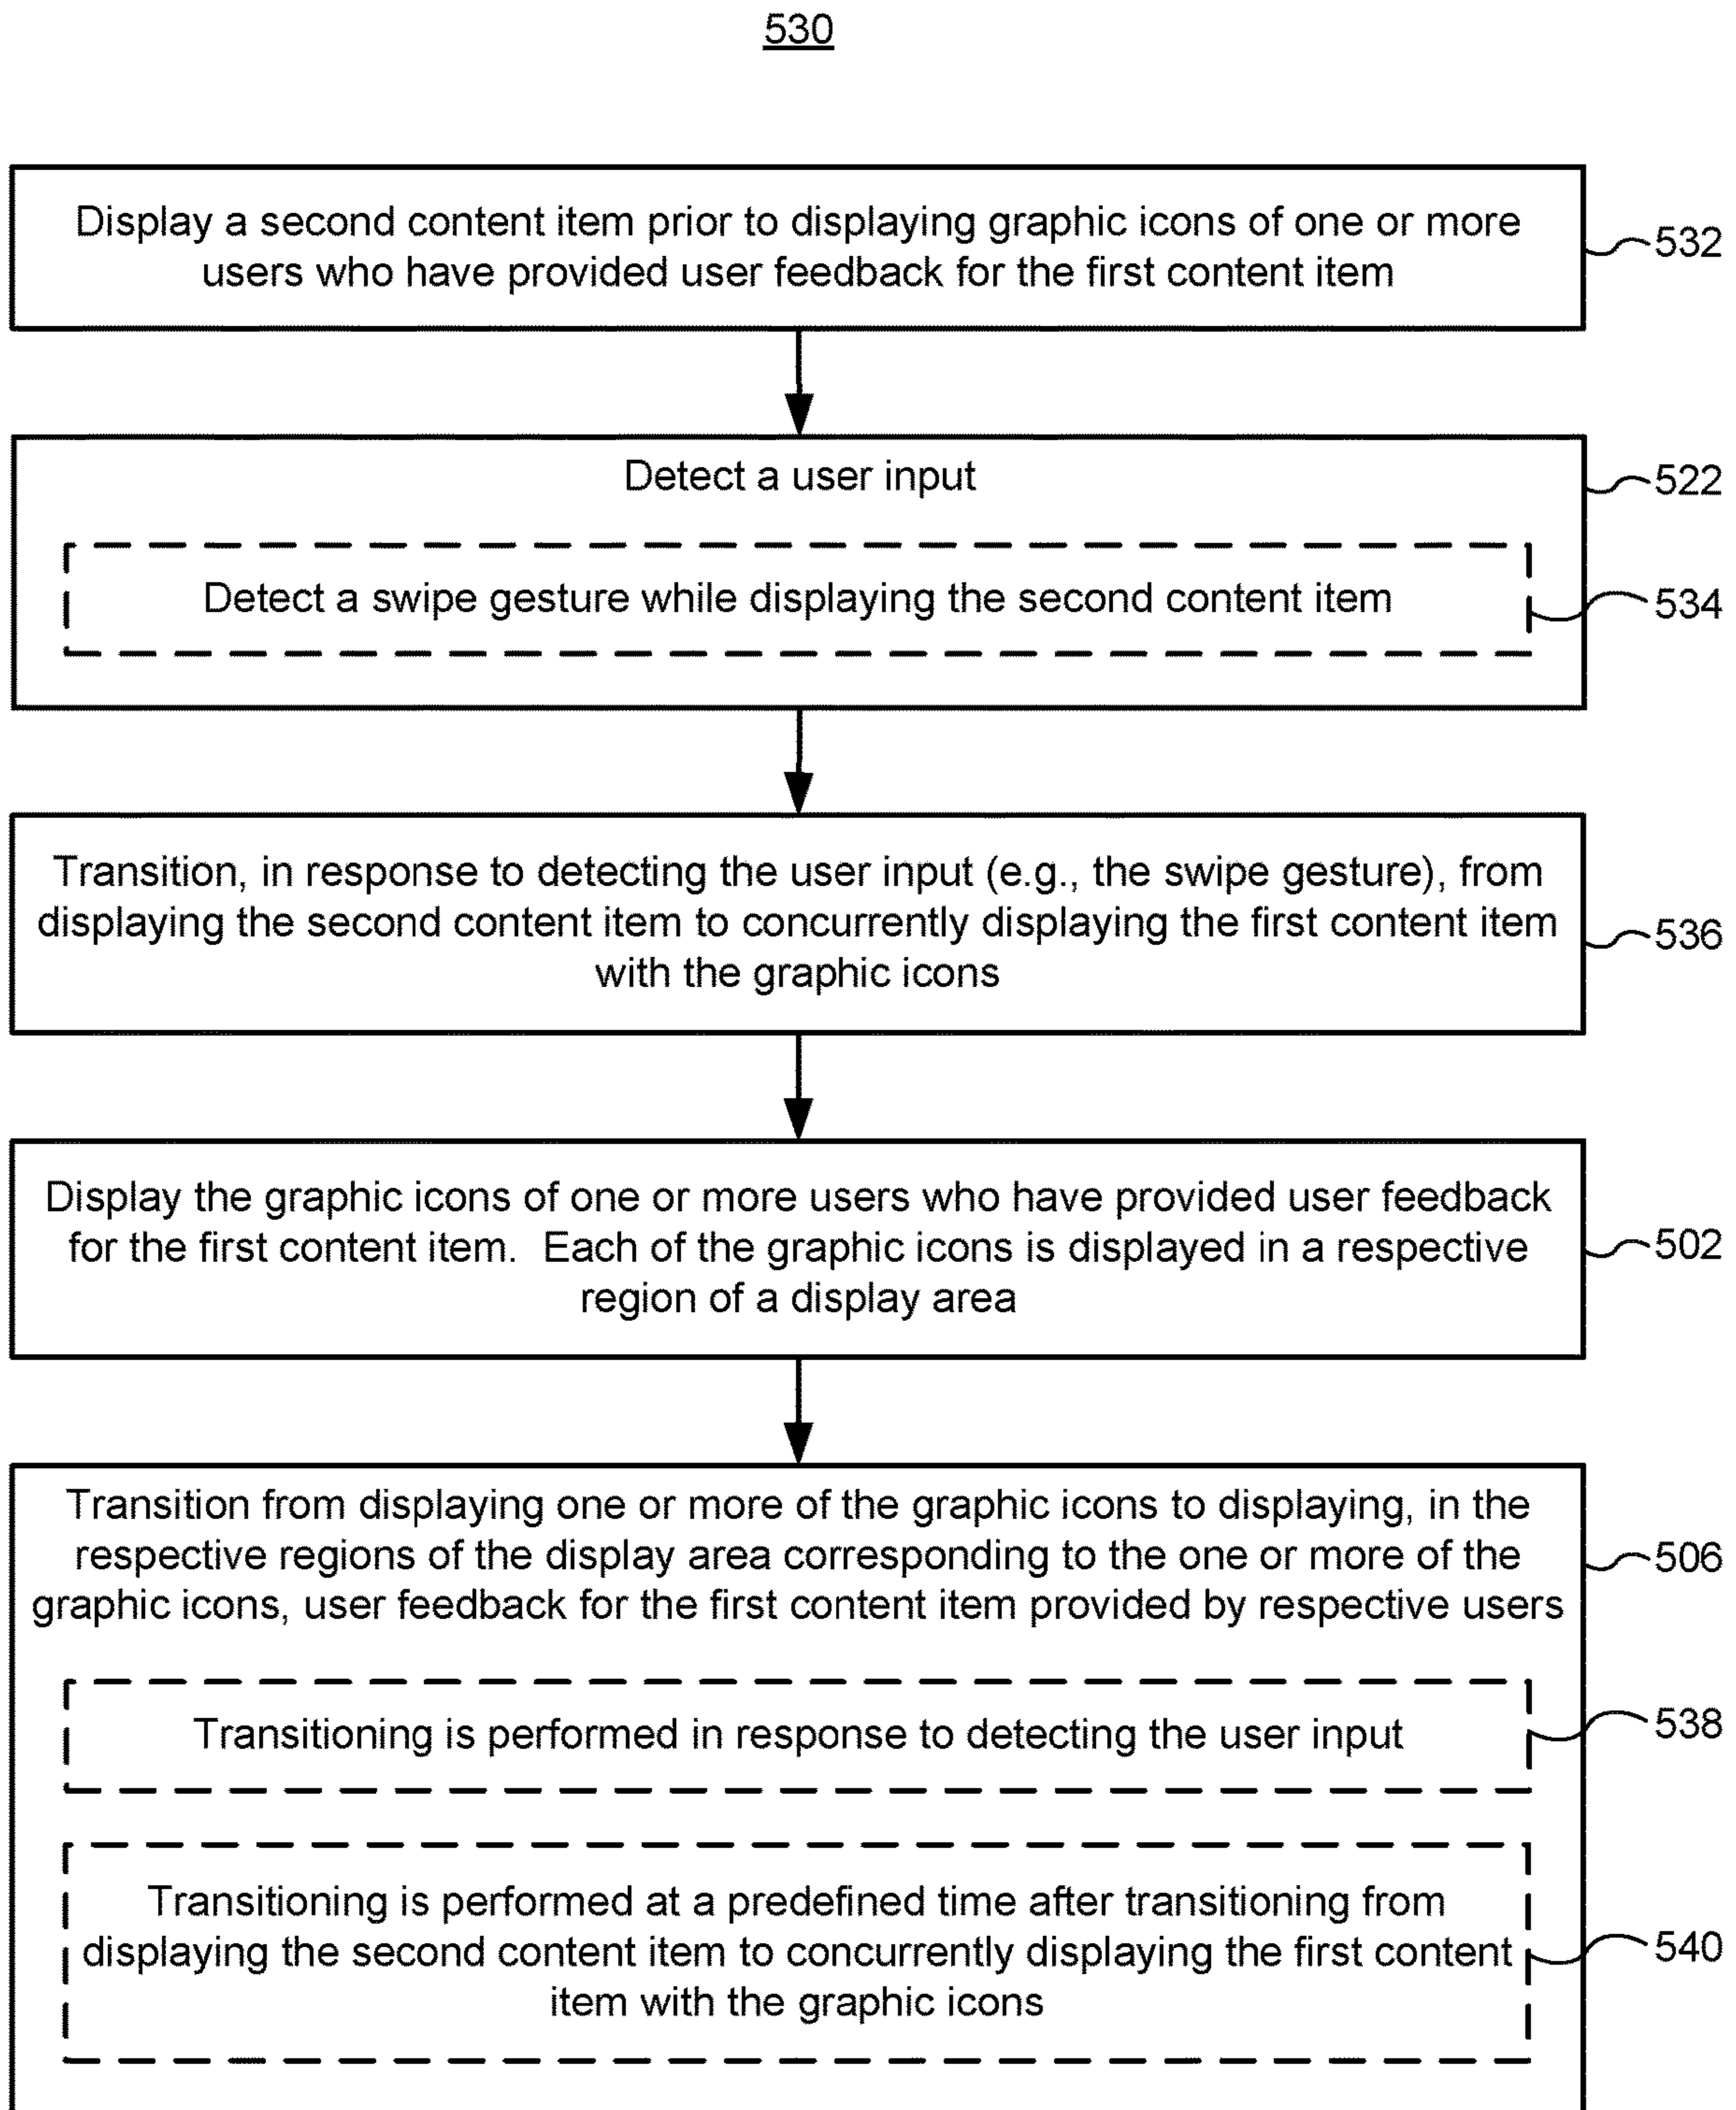 530
Display a second content item prior to displaying graphic icons of one or more
users who have provided user feedback for the first content item
532
Detect a user input
522
Detect a swipe gesture while displaying the second content item
534
Transition, in response to detecting the user input (e.g., the swipe gesture), from
displaying the second content item to concurrently displaying the first content item
with the graphic icons
536
Display the graphic icons of one or more users who have provided user feedback
for the first content item.  Each of the graphic icons is displayed in a respective
region of a display area
502
Transition from displaying one or more of the graphic icons to displaying, in the
respective regions of the display area corresponding to the one or more of the
graphic icons, user feedback for the first content item provided by respective users
506
Transitioning is performed in response to detecting the user input
538
Transitioning is performed at a predefined time after transitioning from
displaying the second content item to concurrently displaying the first content
item with the graphic icons
540